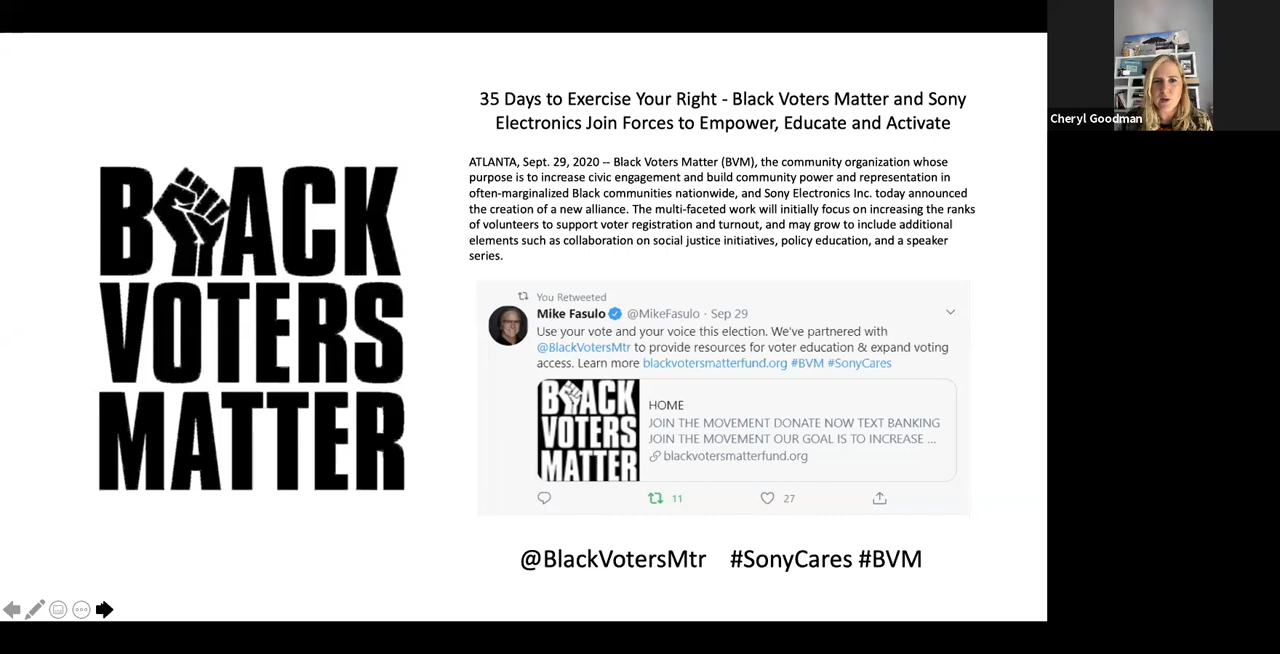 35 Days to Exercise Your Right - Black Voters Matter and Sony
Electronics Join Forces to Empower, Educate and Activate
ATLANTA, Sept. 29, 2020 -- Black Voters Matter (BVM), the community organization whose
purpose is to increase civic engagement and build community power and representation in
often-marginalized Black communities nationwide, and Sony Electronics Inc. today announced
the creation of a new alliance. The multi-faceted work will initially focus on increasing the ranks
of volunteers to support voter registration and turnout, and may grow to include additional
elements such as collaboration on social justice initiatives, policy education, and a speaker
series.
BLACK
VOTERS
MATTER
You Retweeted
Mike Fasulo @MikeFasulo · Sep 29
Use your vote and your voice this election. We've partnered with
@BlackVotersMtr to provide resources for voter education & expand voting
access. Learn more blackvotersmatterfund.org #BVM #SonyCares
BLACK
VOTERS
MATTER
HOME
JOIN THE MOVEMENT DONATE NOW TEXT BANKING
JOIN THE MOVEMENT OUR GOAL IS TO INCREASE ...
blackvotersmatterfund.org
11 27
@BlackVotersMtr #SonyCares #BVM
Cheryl Goodman